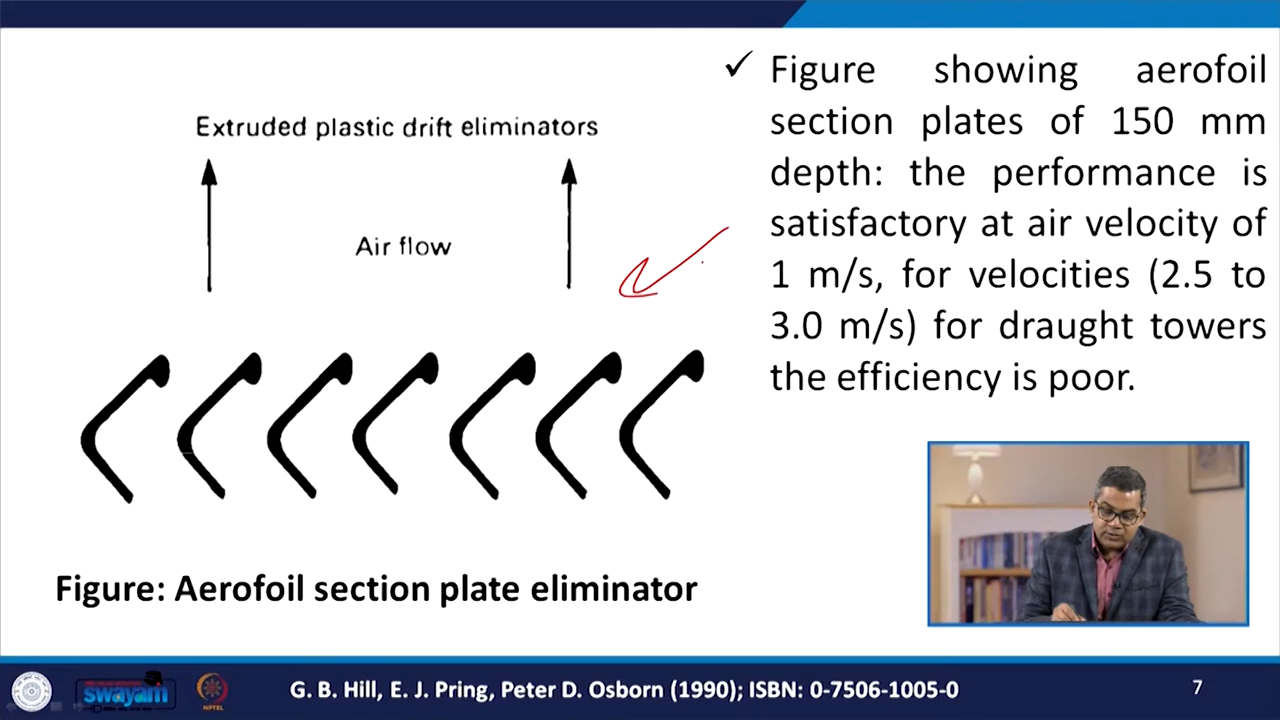 Extruded plastic drift eliminators
Air flow
Figure: Aerofoil section plate eliminator
✓ Figure showing aerofoil
section plates of 150 mm
depth: the performance is
satisfactory at air velocity of
1 m/s, for velocities (2.5 to
3.0 m/s) for draught towers
the efficiency is poor.
swayam
NPTEL
G. B. Hill, E. J. Pring, Peter D. Osborn (1990); ISBN: 0-7506-1005-0
7